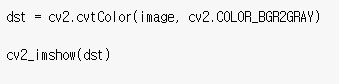 dst = cv2.cvtColor(image, cv2.COLOR_BGR2GRAY)
cv2_imshow(dst)